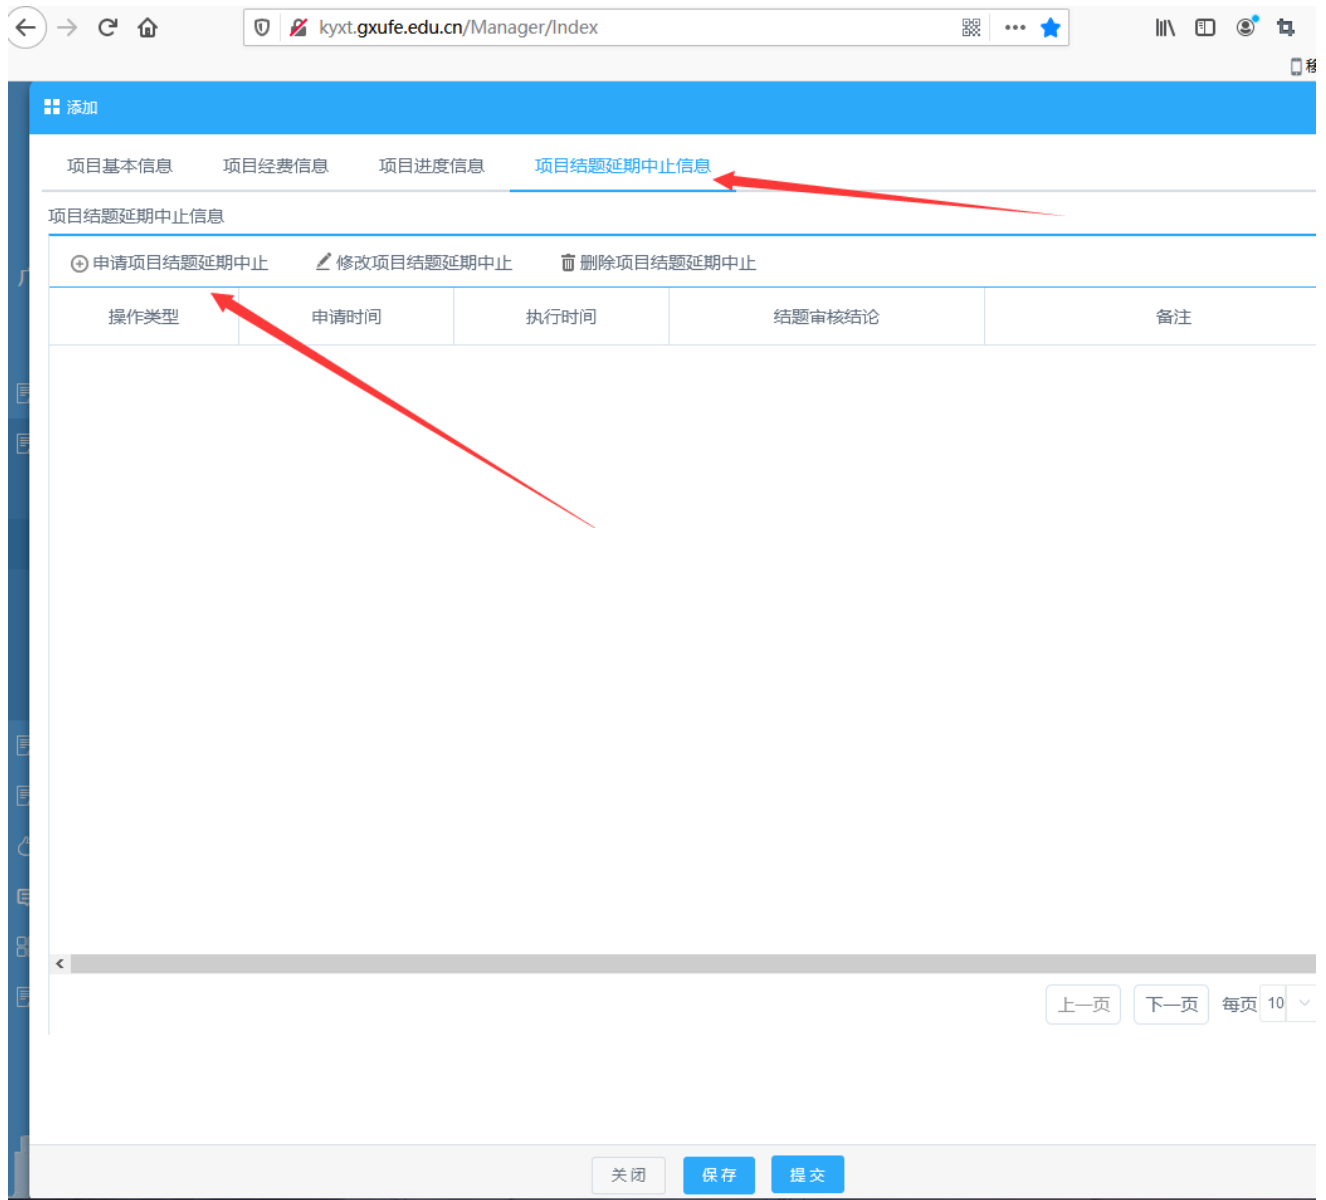 kyxt.gxufe.edu.cn/Manager/Index
移
添加
项目基本信息 项目经费信息 项目进度信息 项目结题延期中止信息
项目结题延期中止信息
申请项目结题延期中止 修改项目结题延期中止 删除项目结题延期中止
操作类型 申请时间 执行时间 结题审核结论 备注
上一页 下一页 每页 10
关闭 保存 提交